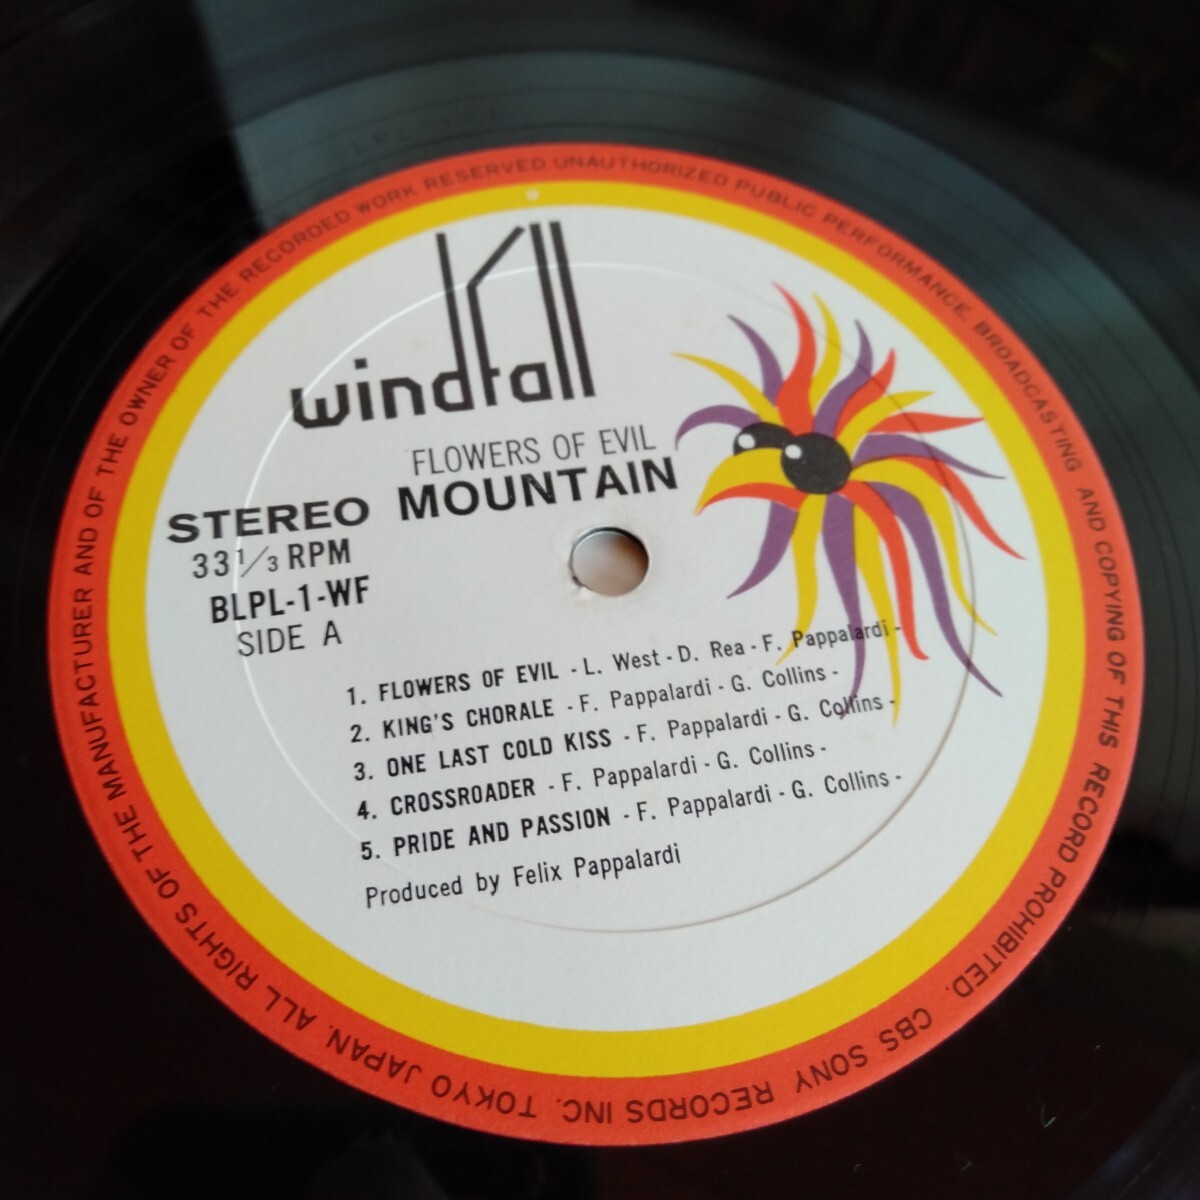 windfall
FLOWERS OF EVIL
MOUNTAIN
STEREO
33 1/3 RPM
BLPL-1-WF
SIDE A
1. FLOWERS OF EVIL - L. West - D. Rea - F. Pappalardi -
2. KING'S CHORALE - F. Pappalardi - G. Collins -
3. ONE LAST COLD KISS - F. Pappalardi - G. Collins -
4. CROSSROADER - F. Pappalardi - G. Collins -
5. PRIDE AND PASSION - F. Pappalardi - G. Collins -
Produced by Felix Pappalardi
CBS SONY RECORDS INC. TOKYO JAPAN. ALL RIGHTS OF THE MANUFACTURER AND OF THE OWNER OF THE RECORDED WORK RESERVED UNAUTHORIZED PUBLIC PERFORMANCE, BROADCASTING AND COPYING OF THIS RECORD PROHIBITED.